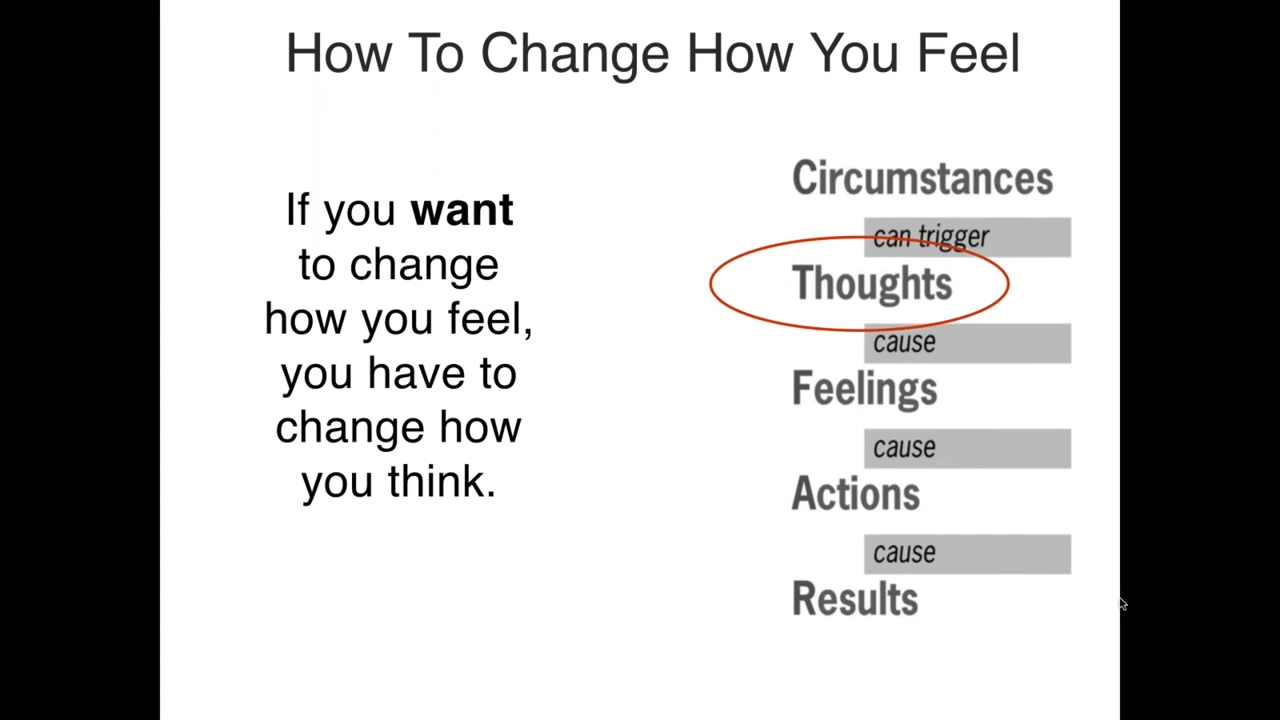 How To Change How You Feel
If you want
to change
how you feel,
you have to
change how
you think.
Circumstances
can trigger
Thoughts
cause
Feelings
cause
Actions
cause
Results